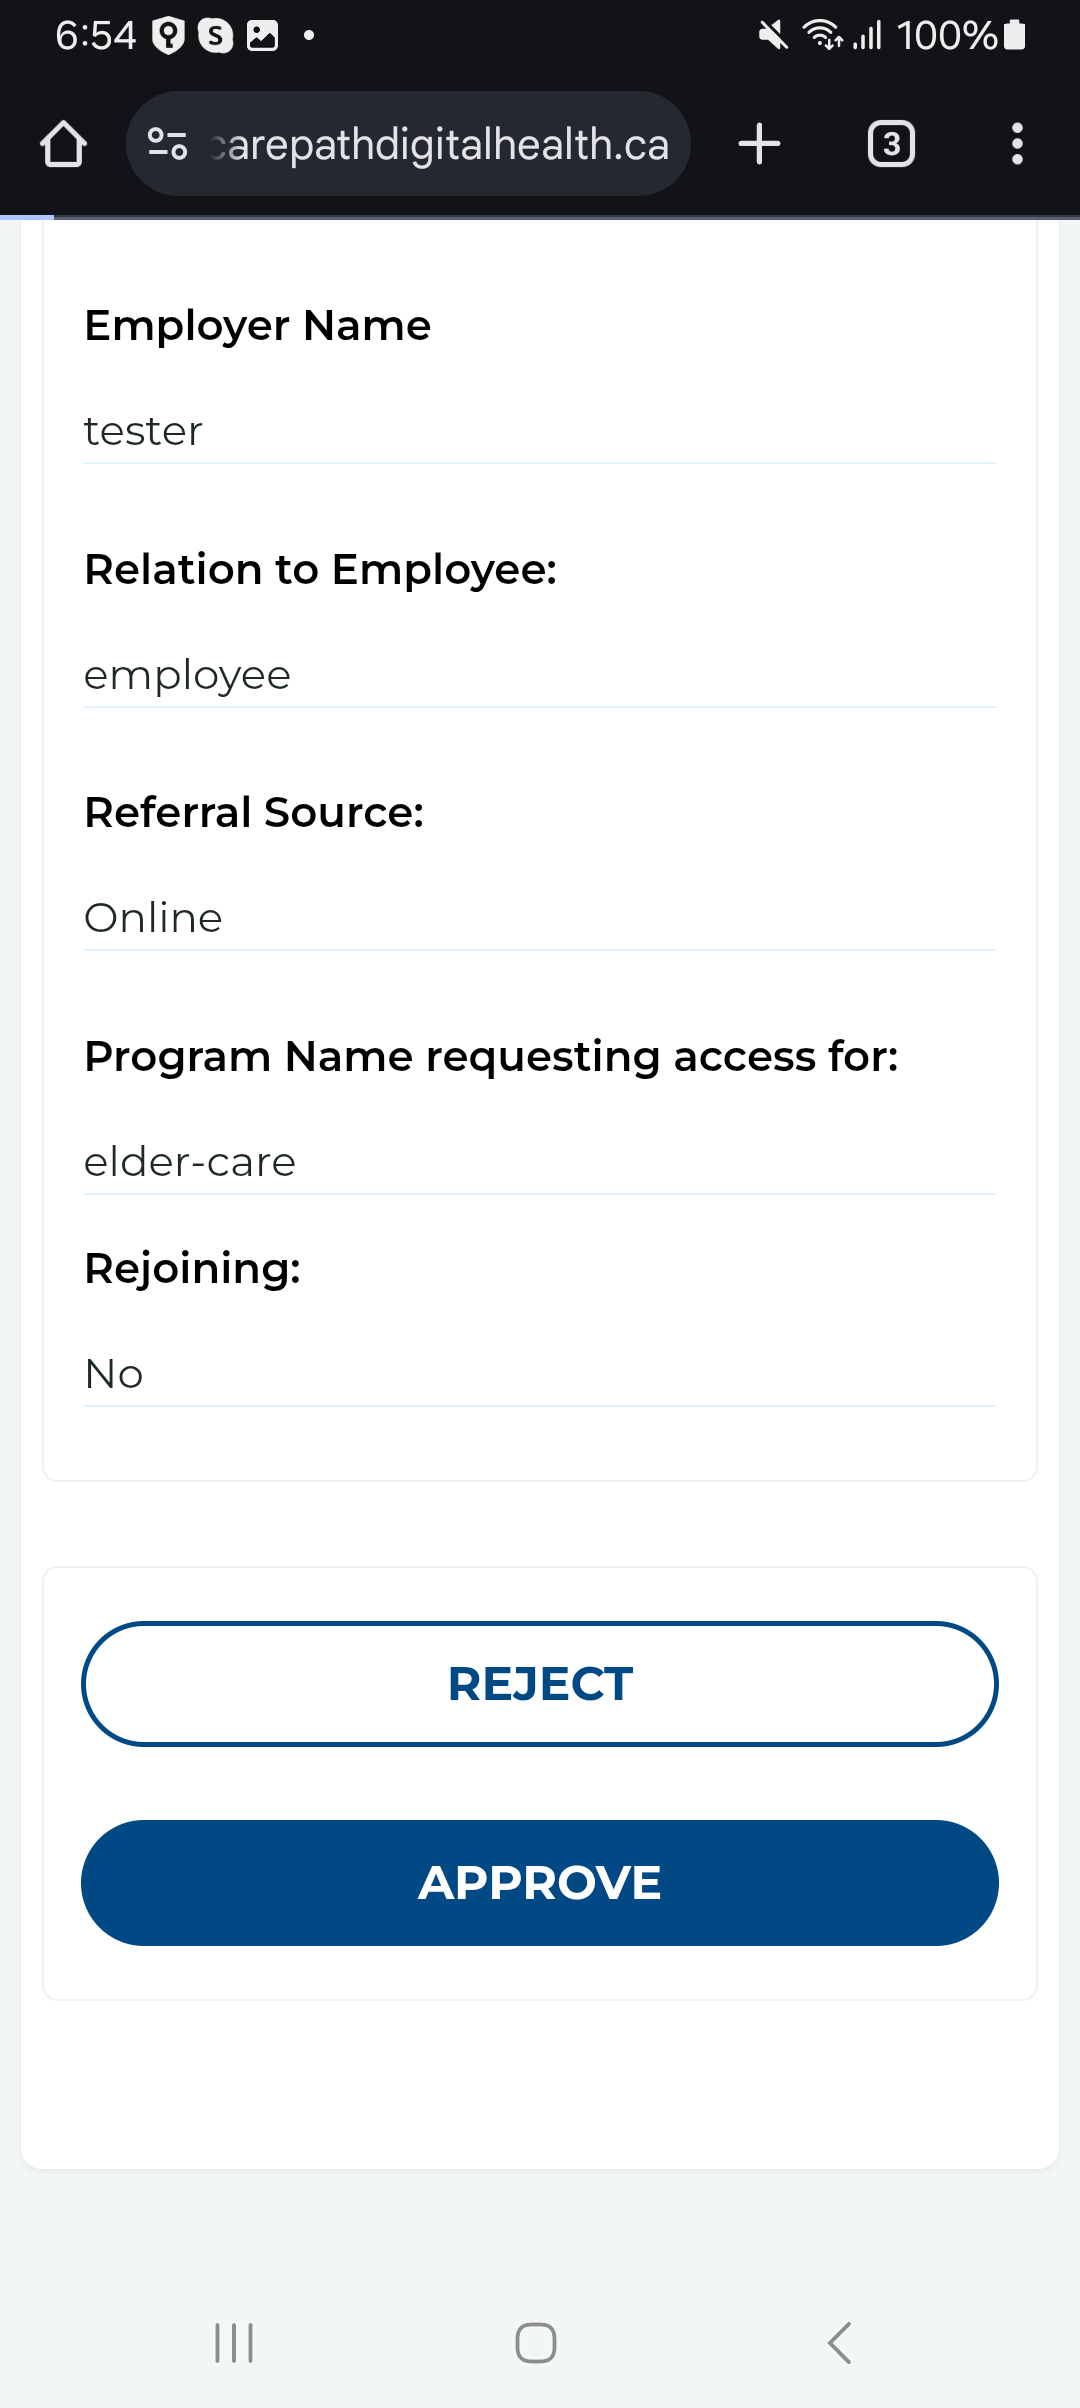 6:54
100%
carepathdigitalhealth.ca
3
Employer Name
tester
Relation to Employee:
employee
Referral Source:
Online
Program Name requesting access for:
elder-care
Rejoining:
No
REJECT
APPROVE